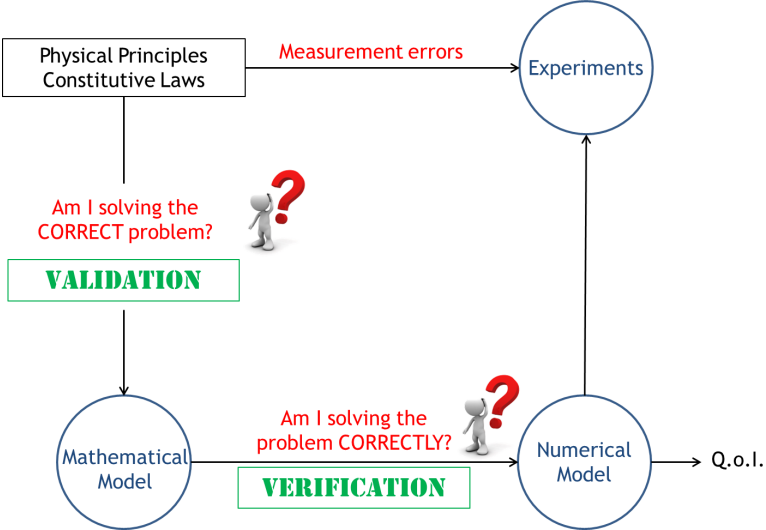 Physical Principles
Constitutive Laws
Measurement errors
Experiments
Am I solving the
CORRECT problem?
VALIDATION
Am I solving the
problem CORRECTLY?
Mathematical
Model
Numerical
Model
Q.o.I.
VERIFICATION